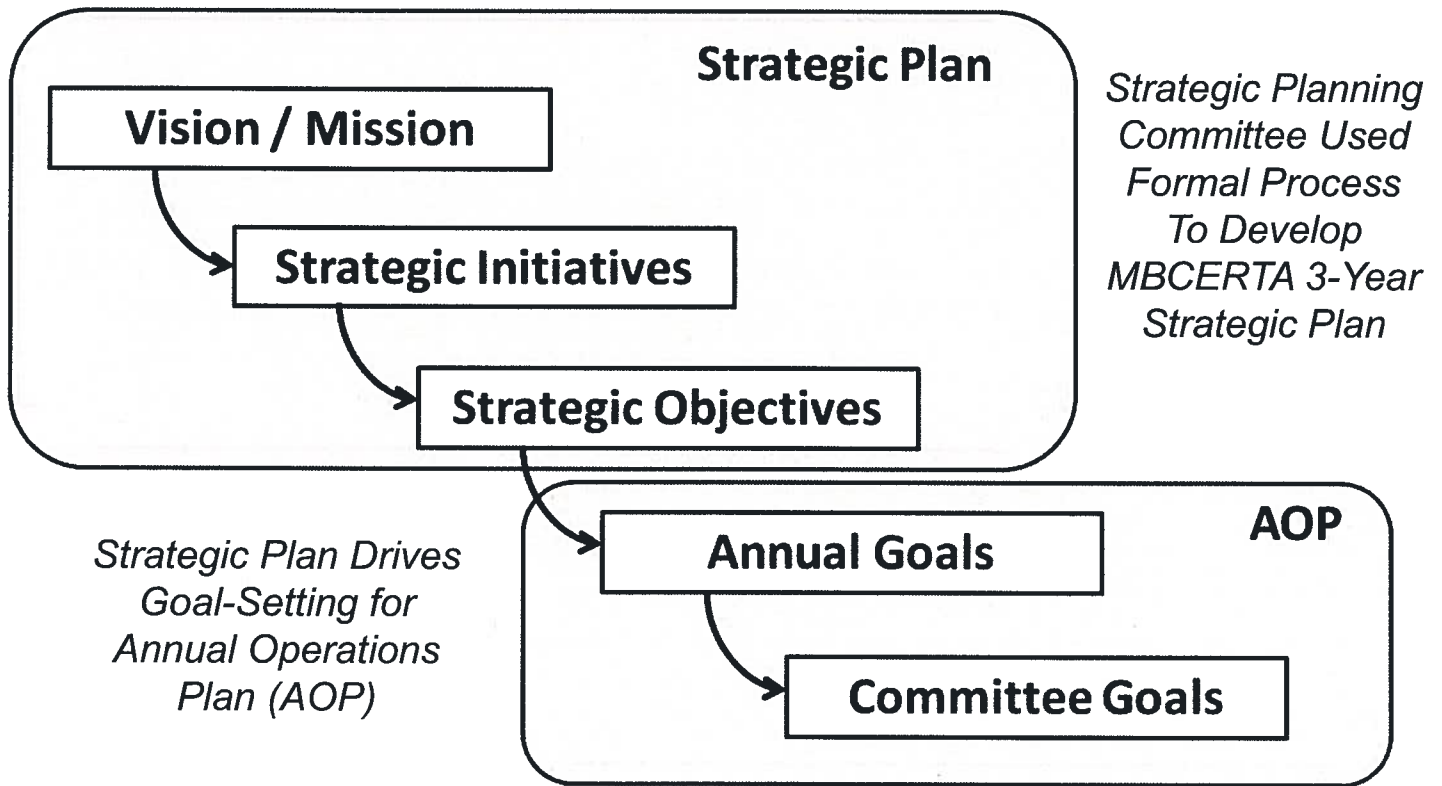 Strategic Plan
Vision / Mission
Strategic Initiatives
Strategic Objectives
Strategic Planning
Committee Used
Formal Process
To Develop
MBCERTA 3-Year
Strategic Plan
AOP
Annual Goals
Committee Goals
Strategic Plan Drives
Goal-Setting for
Annual Operations
Plan (AOP)